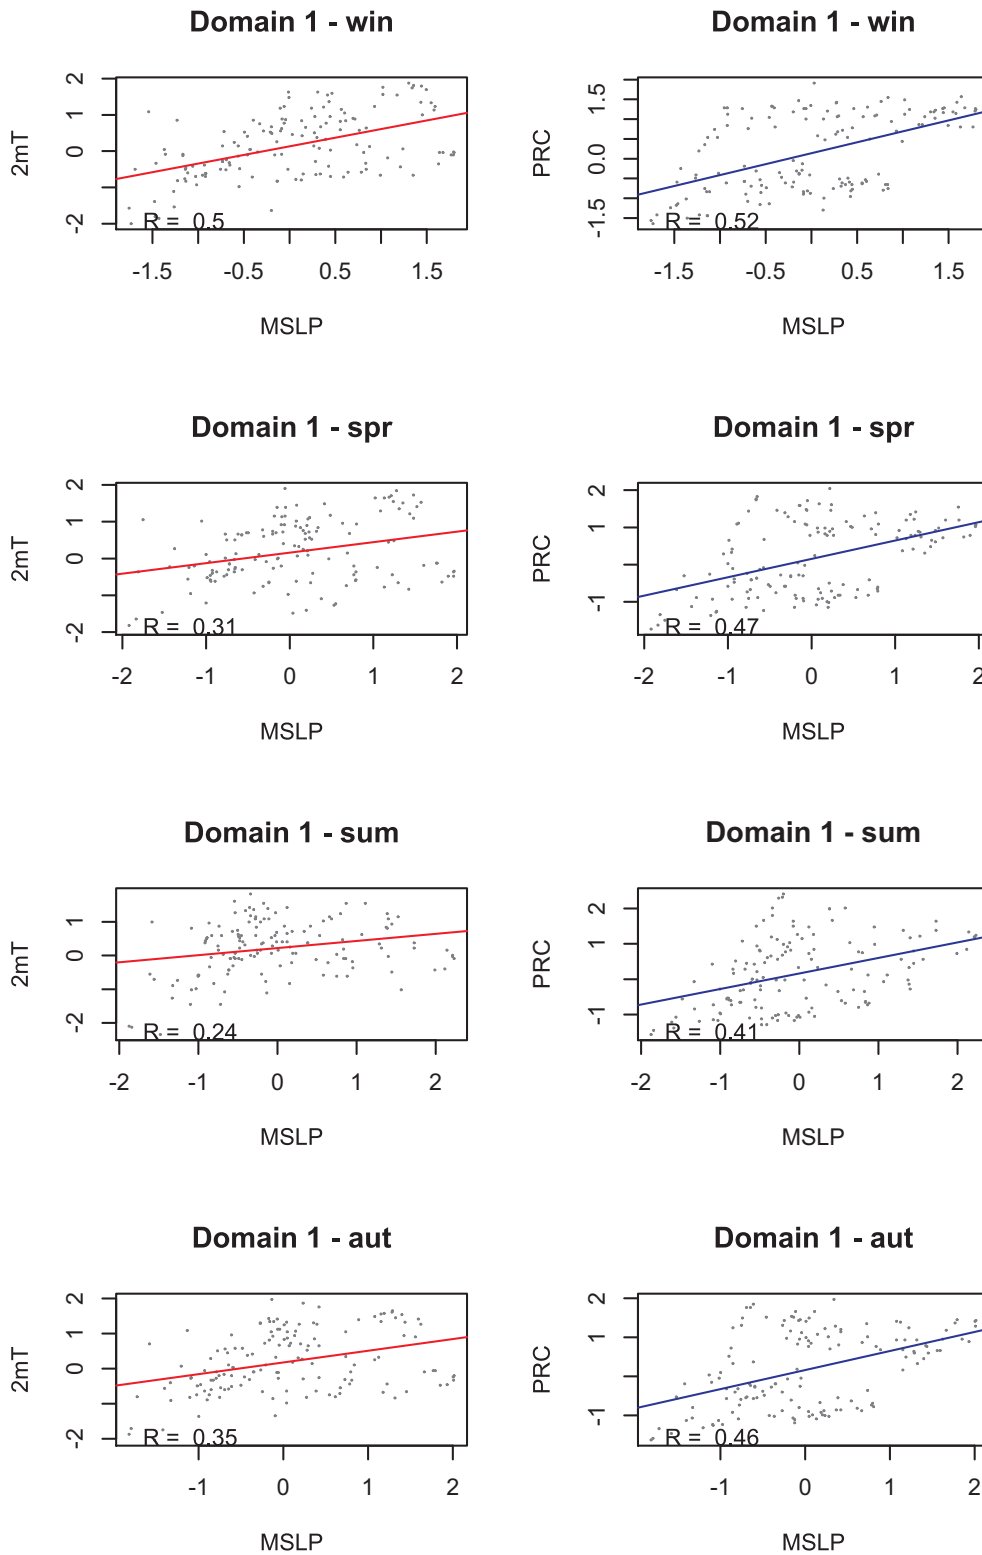 Domain 1 - win
2mT
2
1
0
-2
R = 0.5
-1.5 -0.5 0.5 1.5
MSLP
Domain 1 - win
PRC
1.5
0.0
-1.5
R = 0.52
-1.5 -0.5 0.5 1.5
MSLP
Domain 1 - spr
2mT
2
1
0
-2
R = 0.31
-2 -1 0 1 2
MSLP
Domain 1 - spr
PRC
2
1
-1
R = 0.47
-2 -1 0 1 2
MSLP
Domain 1 - sum
2mT
1
0
-2
R = 0.24
-2 -1 0 1 2
MSLP
Domain 1 - sum
PRC
2
1
-1
R = 0.41
-2 -1 0 1 2
MSLP
Domain 1 - aut
2mT
2
1
0
-2
R = 0.35
-1 0 1 2
MSLP
Domain 1 - aut
PRC
2
1
-1
R = 0.46
-1 0 1 2
MSLP